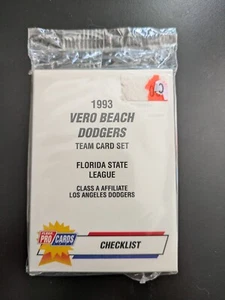 1993
VERO BEACH
DODGERS
TEAM CARD SET
FLORIDA STATE
LEAGUE
CLASS A AFFILIATE
LOS ANGELES DODGERS
PRO CARDS
CHECKLIST